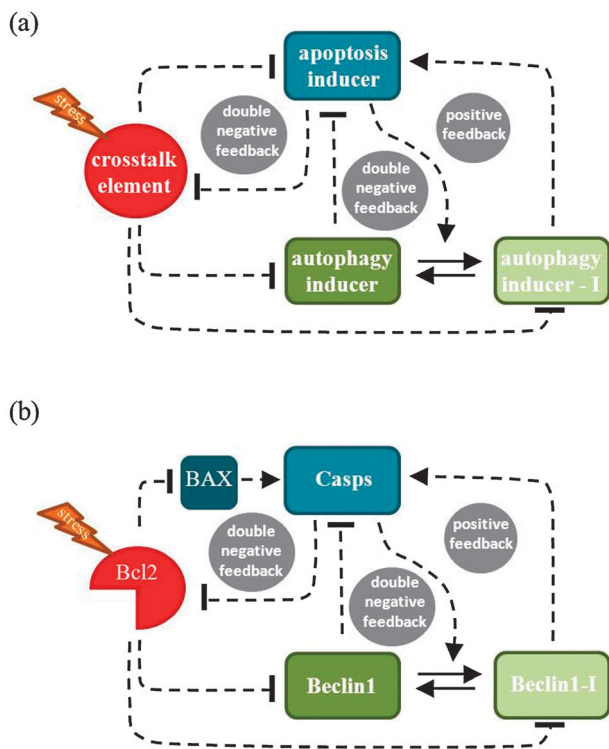 (a)
apoptosis
inducer
stress
double
negative
feedback
positive
feedback
crosstalk
element
double
negative
feedback
autophagy
inducer
autophagy
inducer - I
(b)
BAX
Casps
stress
double
negative
feedback
positive
feedback
Bcl2
double
negative
feedback
Beclin1
Beclin1-I